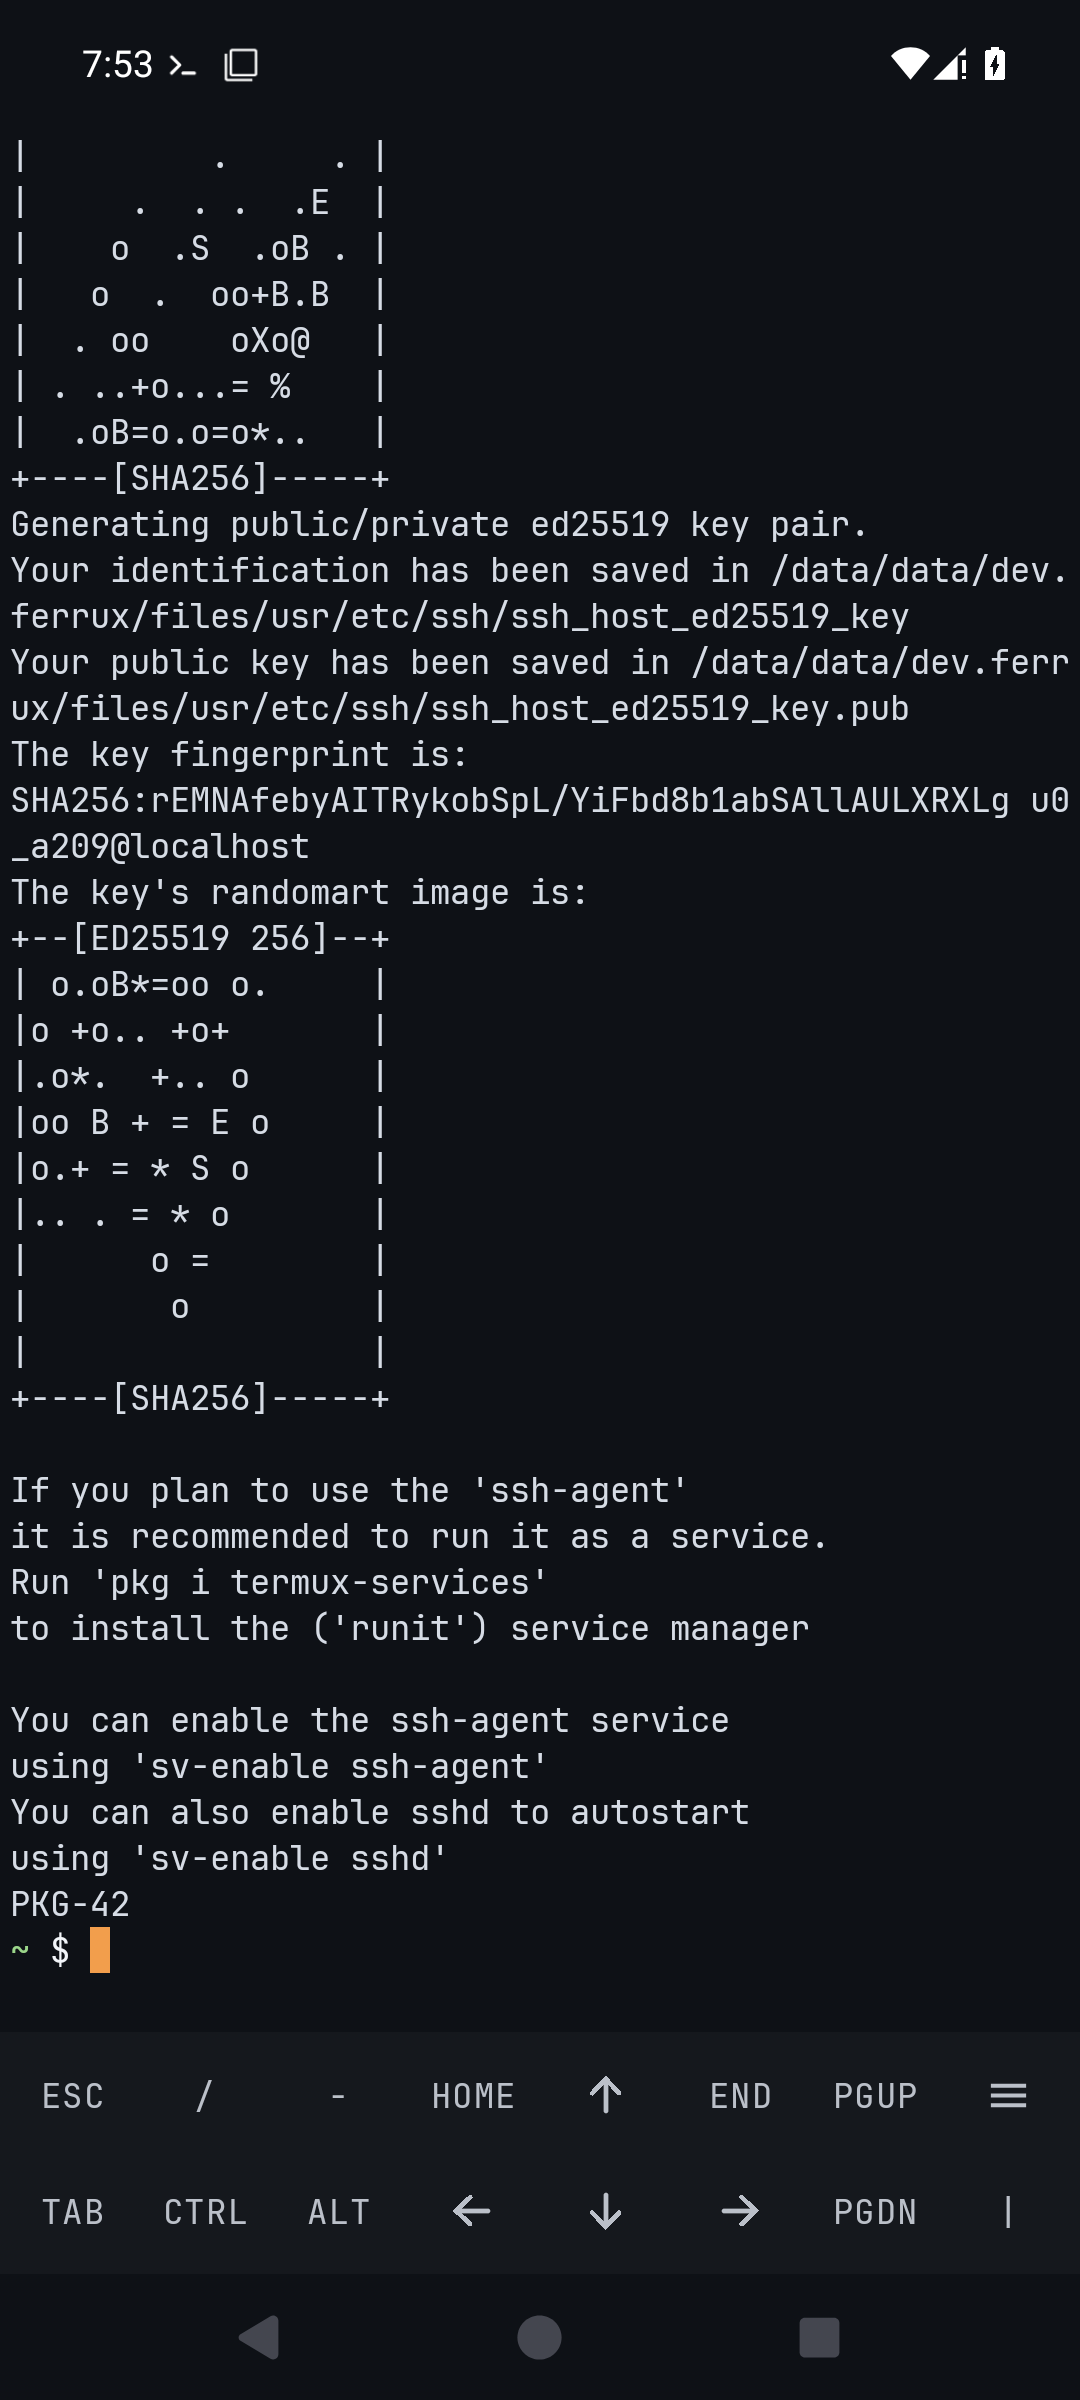 7:53
|         .     . |
|     .  . .  .E  |
|    o  .S  .oB . |
|   o  .  oo+B.B  |
|  . oo    oXo@   |
| . ..+o...= %    |
|  .oB=o.o=o*..   |
+----[SHA256]-----+
Generating public/private ed25519 key pair.
Your identification has been saved in /data/data/dev.
ferrux/files/usr/etc/ssh/ssh_host_ed25519_key
Your public key has been saved in /data/data/dev.ferr
ux/files/usr/etc/ssh/ssh_host_ed25519_key.pub
The key fingerprint is:
SHA256:rEMNAfebyAITRykobSpL/YiFbd8b1abSAllAULXRXLg u0
_a209@localhost
The key's randomart image is:
+--[ED25519 256]--+
| o.oB*=oo o.     |
|o +o.. +o+       |
|.o*.  +.. o      |
|oo B + = E o     |
|o.+ = * S o      |
|.. . = * o       |
|      o =        |
|       o         |
|                 |
+----[SHA256]-----+
If you plan to use the 'ssh-agent'
it is recommended to run it as a service.
Run 'pkg i termux-services'
to install the ('runit') service manager
You can enable the ssh-agent service
using 'sv-enable ssh-agent'
You can also enable sshd to autostart
using 'sv-enable sshd'
PKG-42
~ $
ESC / - HOME ↑ END PGUP ☰
TAB CTRL ALT ← ↓ → PGDN |